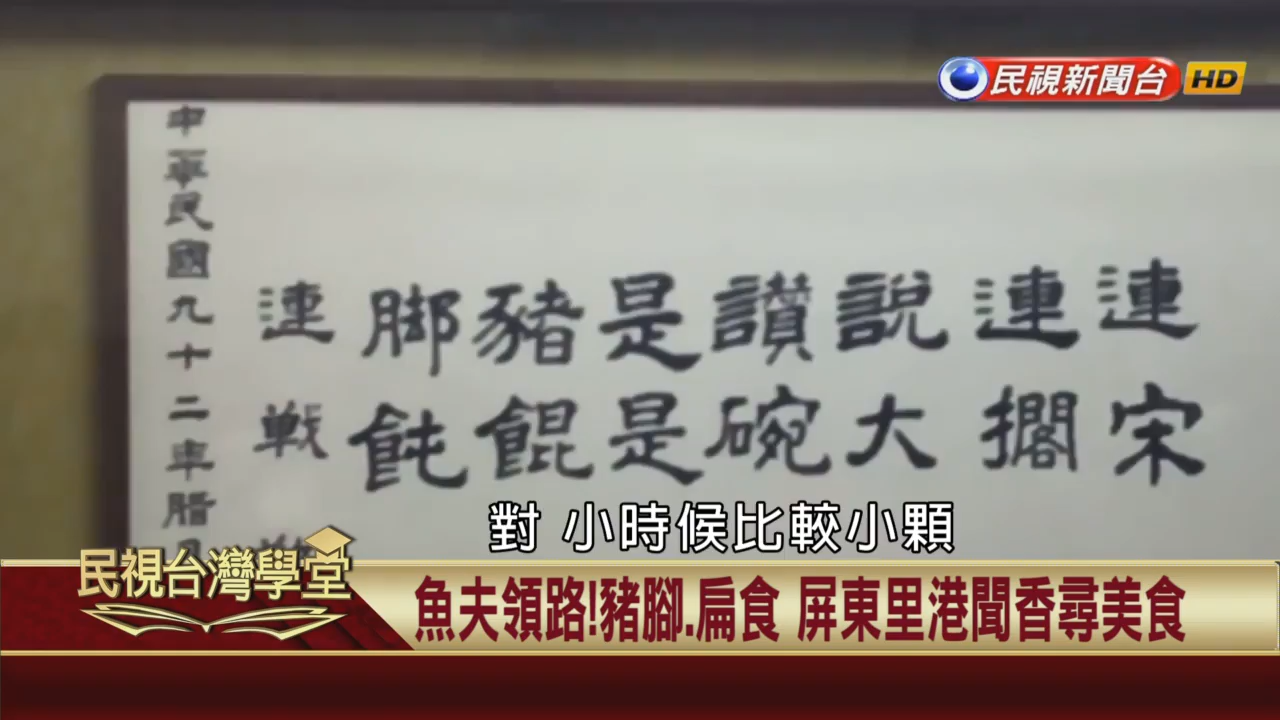 民視新聞台 HD
連連說讚是豬脚
宋擱大碗是餛飩
連戰
中華民國九十二年腊
對 小時候比較小顆
民視台灣學堂
魚夫領路!豬腳.扁食 屏東里港聞香尋美食